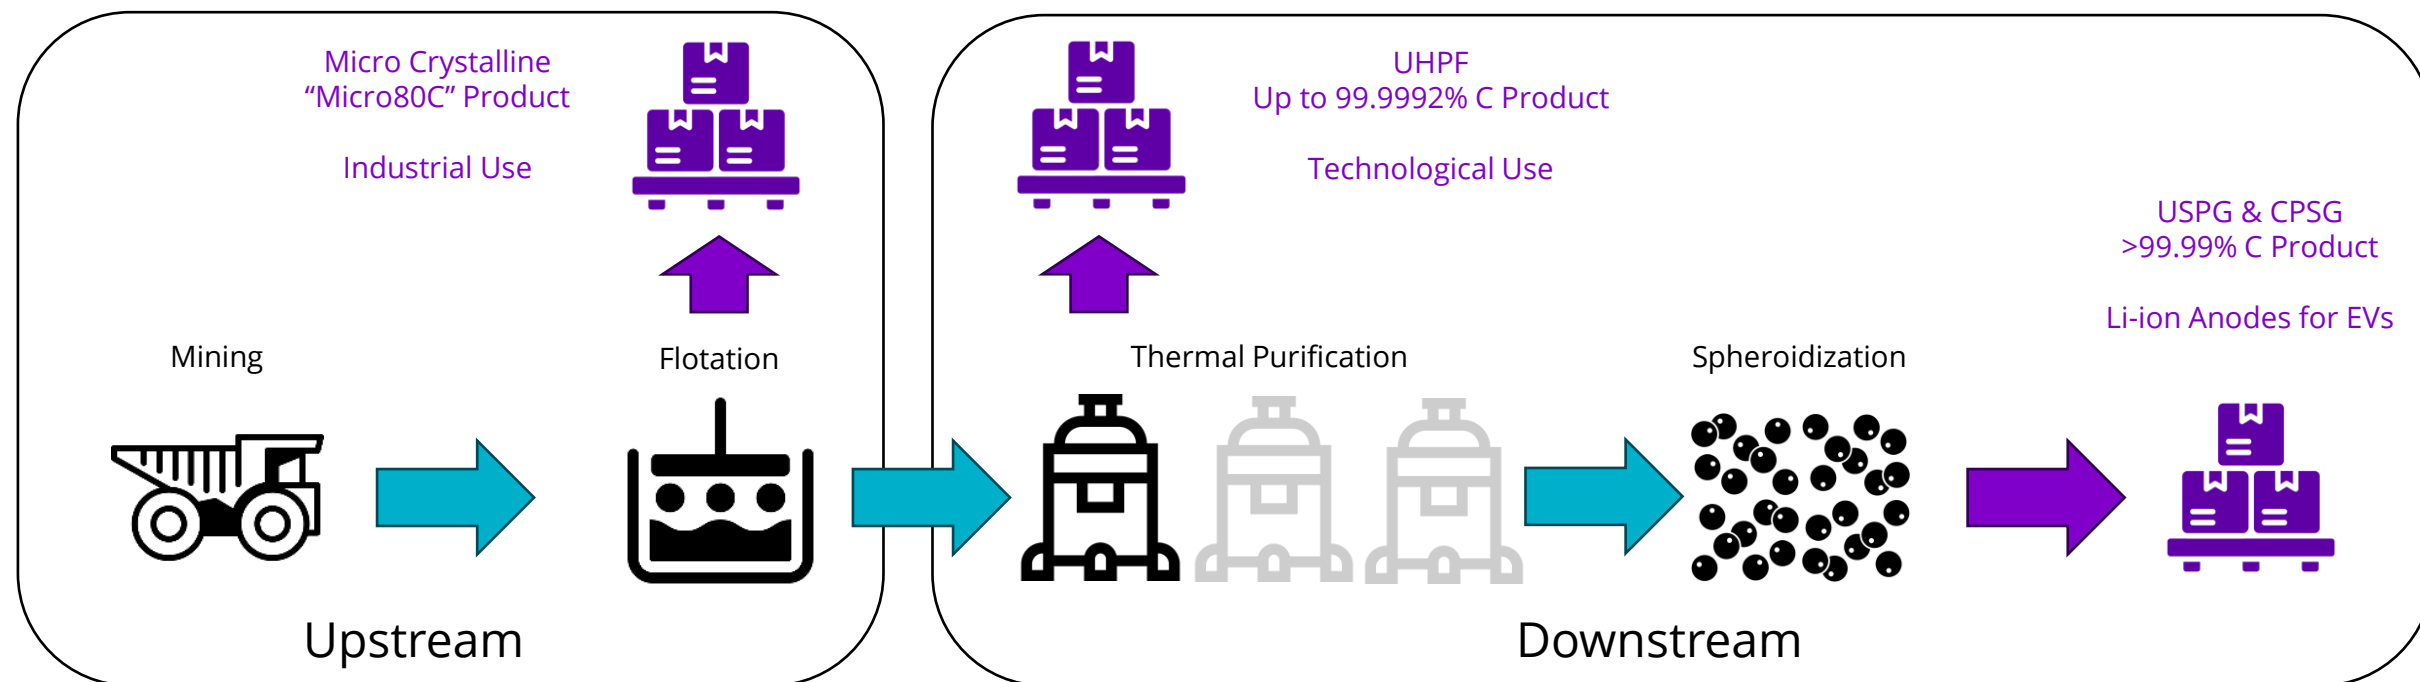 Micro Crystalline
“Micro80C” Product
Industrial Use
Mining
Flotation
Upstream
UHPF
Up to 99.9992% C Product
Technological Use
Thermal Purification
Spheroidization
USPG & CPSG
>99.99% C Product
Li-ion Anodes for EVs
Downstream